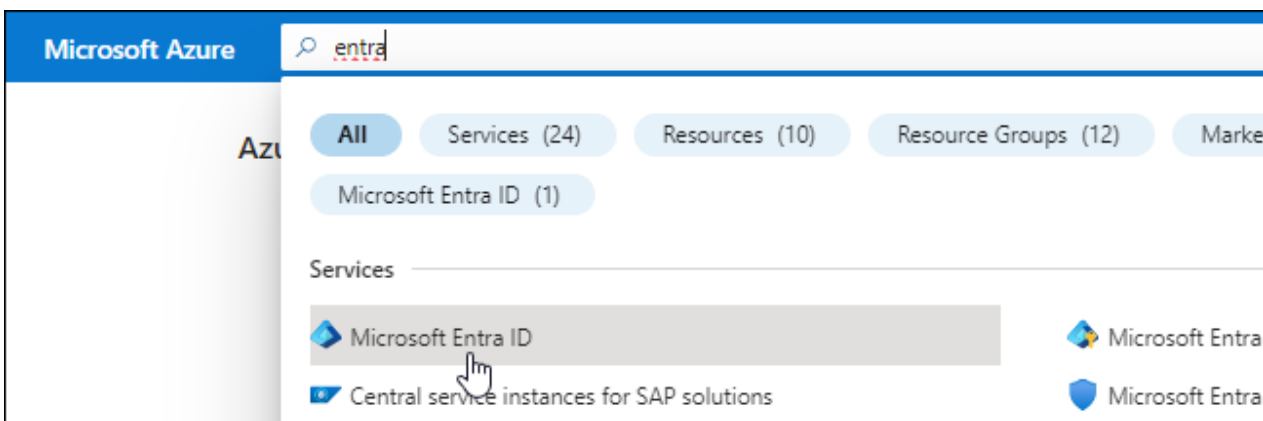 Microsoft Azure entra
Azu All Services (24) Resources (10) Resource Groups (12) Marke
Microsoft Entra ID (1)
Services
Microsoft Entra ID Microsoft Entra
Central service instances for SAP solutions Microsoft Entra